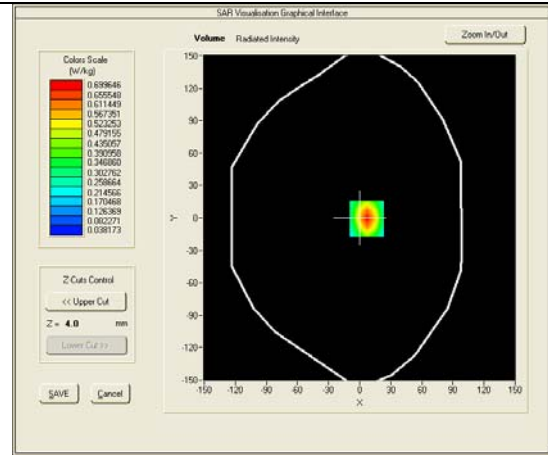 SAR Visualisation Graphical Interface
Volume Radiated Intensity
Zoom In/Out
Colors Scale
(W/kg)
0.699646
0.655548
0.611449
0.567351
0.523253
0.479155
0.435057
0.390958
0.346860
0.302762
0.258664
0.214566
0.170468
0.126369
0.082271
0.038173
Z Cuts Control
<< Upper Cut
Z = 4.0 mm
Lower Cut >>
SAVE Cancel
150-
120-
90-
60-
30-
0-
-30-
-60-
-90-
-120-
-150-
Y
-150 -120 -90 -60 -30 0 30 60 90 120 150
X